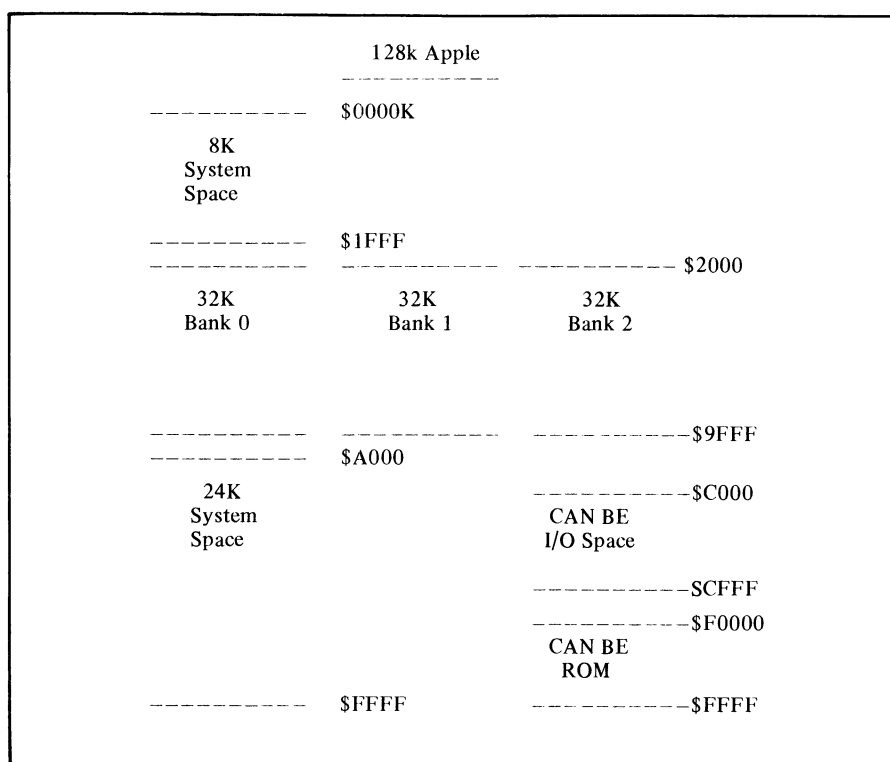 128k Apple
$0000K
8K
System
Space
$1FFF
$2000
32K 32K 32K
Bank 0 Bank 1 Bank 2
$9FFF
$A000
24K $C000
System CAN BE
Space I/O Space
SCFFF
$F0000
CAN BE
ROM
$FFFF $FFFF